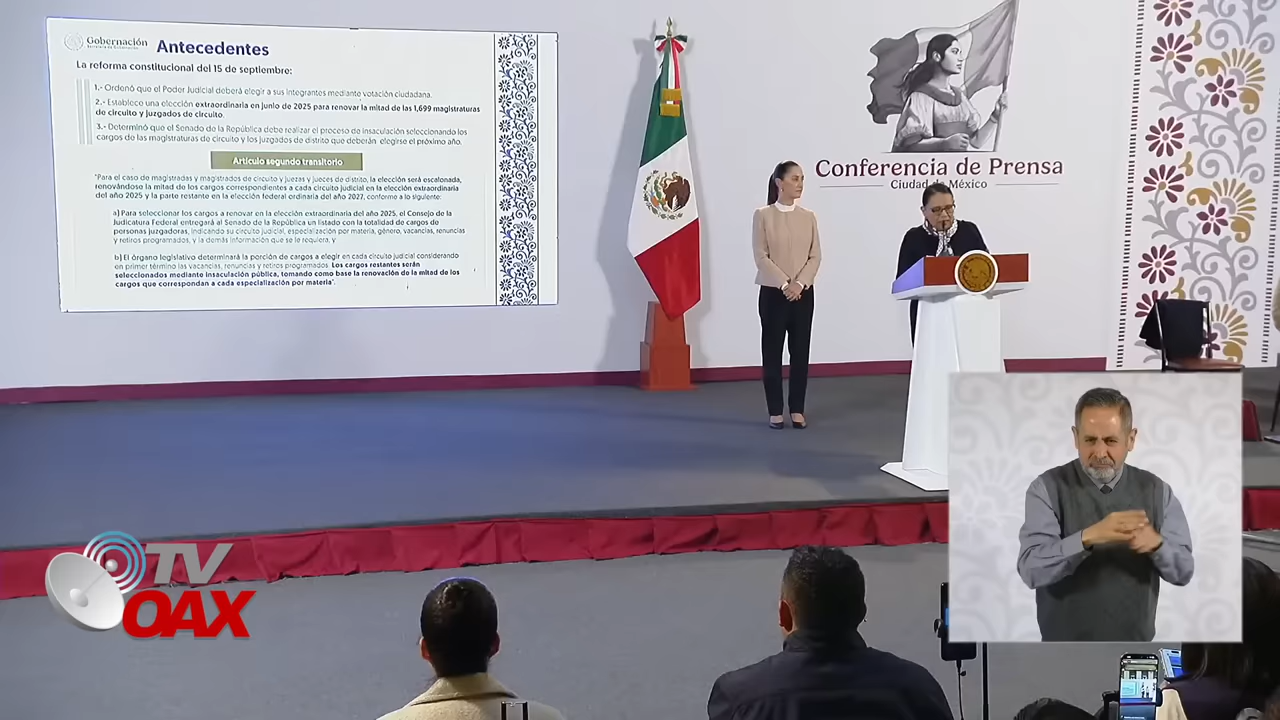 Gobernación
Secretaría de Gobernación
Antecedentes
La reforma constitucional del 15 de septiembre:
1.- Ordenó que el Poder Judicial deberá elegir a sus integrantes mediante votación ciudadana.
2.- Establece una elección extraordinaria en junio de 2025 para renovar la mitad de los 1,699 magistraturas
de circuito y juzgados de circuito.
3.- Determinó que el Senado de la República debe realizar el proceso de insaculación seleccionando los
cargos de las magistraturas de circuito y los juzgados de distrito que deberán elegirse el próximo año.
Artículo segundo transitorio
"Para el caso de magistradas y magistrados de circuito y juezas y jueces de distrito, la elección será escalonada,
renovándose la mitad de los cargos correspondientes a cada circuito judicial en la elección extraordinaria
del año 2025 y la parte restante en la elección federal ordinaria del año 2027, conforme a lo siguiente:
a) Para seleccionar los cargos a renovar en la elección extraordinaria del año 2025, el Consejo de la
Judicatura Federal entregará al Senado de la República un listado con la totalidad de cargos de
personas juzgadoras, indicando su circuito judicial, especialización por materia, género, vacancias, renuncias
y retiros programados, y la demás información que se le requiera, y
b) El órgano legislativo determinará la porción de cargos a elegir en cada circuito judicial considerando
en primer término las vacancias, renuncias y retiros programados. Los cargos restantes serán
seleccionados mediante insaculación pública, tomando como base la renovación de la mitad de los
cargos que correspondan a cada especialización por materia".
Conferencia de Prensa
Ciudad de México
TV
OAX